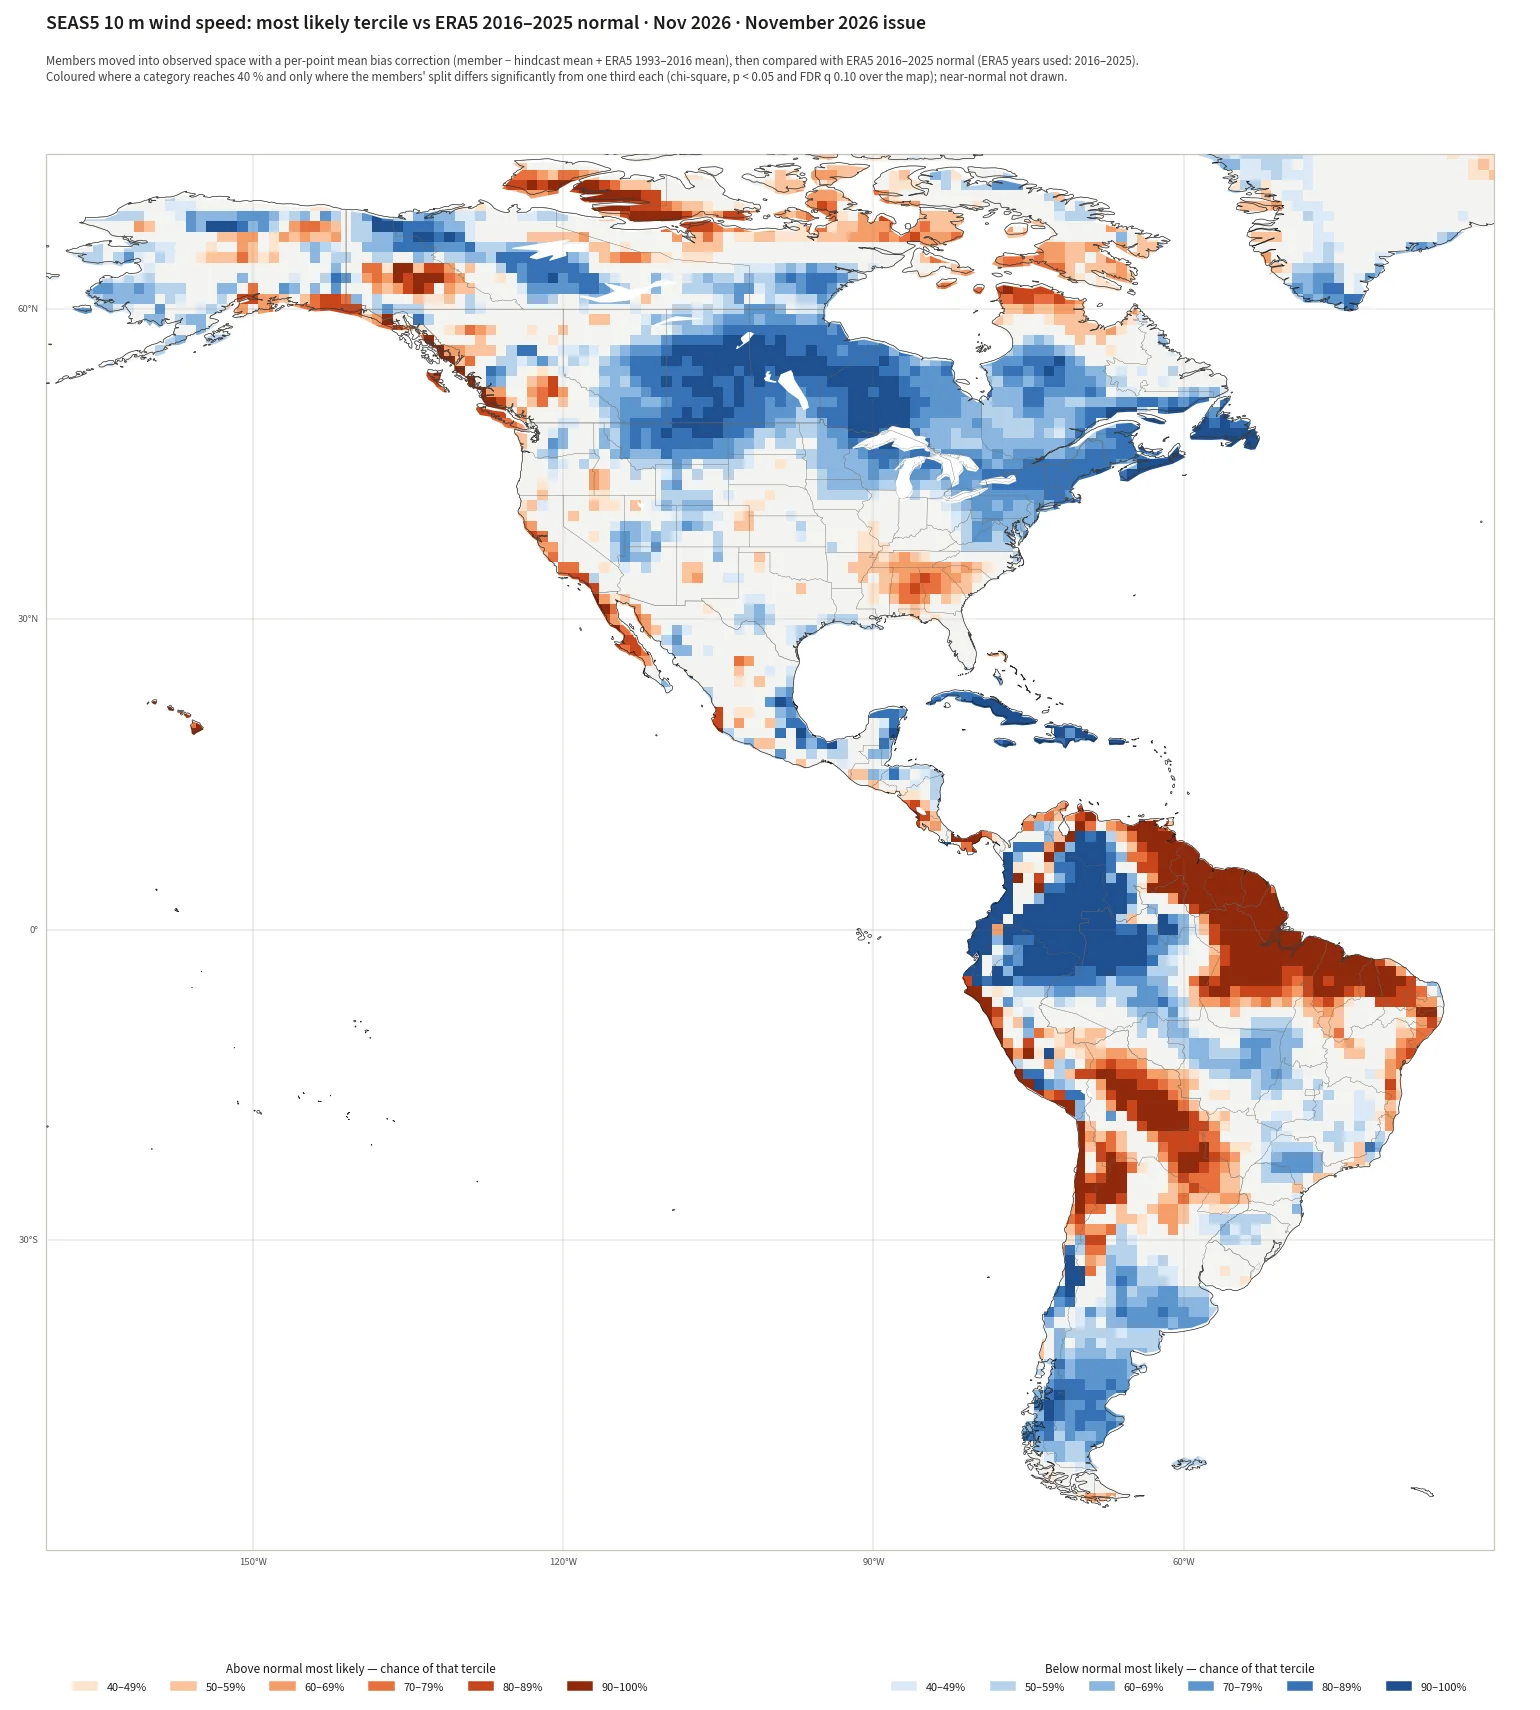 SEAS5 10 m wind speed: most likely tercile vs ERA5 2016–2025 normal · Nov 2026 · November 2026 issue
Members moved into observed space with a per-point mean bias correction (member − hindcast mean + ERA5 1993–2016 mean), then compared with ERA5 2016–2025 normal (ERA5 years used: 2016–2025).
Coloured where a category reaches 40 % and only where the members' split differs significantly from one third each (chi-square, p < 0.05 and FDR q 0.10 over the map); near-normal not drawn.
60°N
30°N
0°
30°S
150°W 120°W 90°W 60°W
Above normal most likely — chance of that tercile
40–49% 50–59% 60–69% 70–79% 80–89% 90–100%
Below normal most likely — chance of that tercile
40–49% 50–59% 60–69% 70–79% 80–89% 90–100%